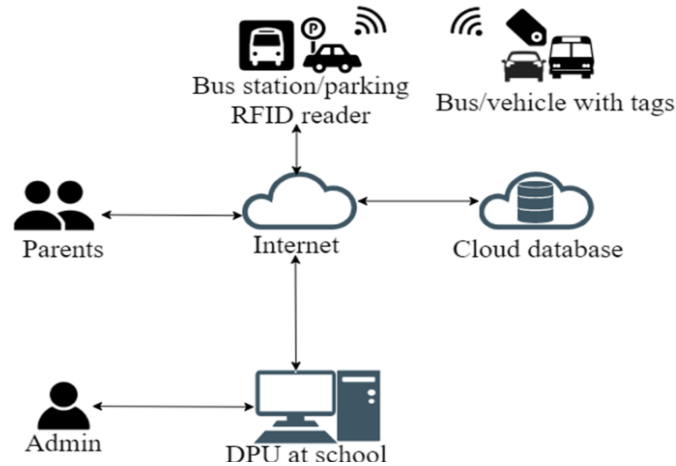 P
Bus station/parking
RFID reader
Bus/vehicle with tags
Parents
Internet
Cloud database
Admin
DPU at school